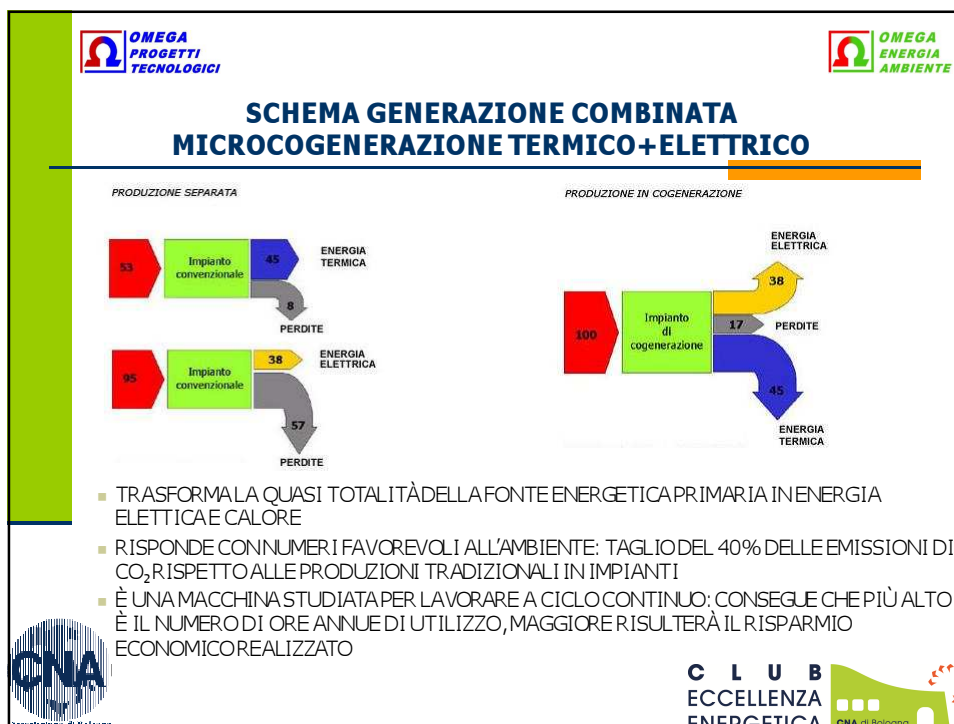 OMEGA
PROGETTI
TECNOLOGICI
OMEGA
ENERGIA
AMBIENTE
SCHEMA GENERAZIONE COMBINATA
MICROCOGENERAZIONE TERMICO+ELETTRICO
PRODUZIONE SEPARATA
53
Impianto
convenzionale
45
ENERGIA
TERMICA
8
PERDITE
95
Impianto
convenzionale
38
ENERGIA
ELETTRICA
57
PERDITE
PRODUZIONE IN COGENERAZIONE
100
Impianto
di
cogenerazione
ENERGIA
ELETTRICA
38
17
PERDITE
45
ENERGIA
TERMICA
TRASFORMA LA QUASI TOTALITÀ DELLA FONTE ENERGETICA PRIMARIA IN ENERGIA
ELETTICA E CALORE
RISPONDE CON NUMERI FAVOREVOLI ALL'AMBIENTE: TAGLIO DEL 40% DELLE EMISSIONI DI
CO₂ RISPETTO ALLE PRODUZIONI TRADIZIONALI IN IMPIANTI
È UNA MACCHINA STUDIATA PER LAVORARE A CICLO CONTINUO: CONSEGUE CHE PIÙ ALTO
È IL NUMERO DI ORE ANNUE DI UTILIZZO, MAGGIORE RISULTERÀ IL RISPARMIO
ECONOMICO REALIZZATO
CNA
CLUB
ECCELLENZA
ENERGETICA
CNA di Bologna